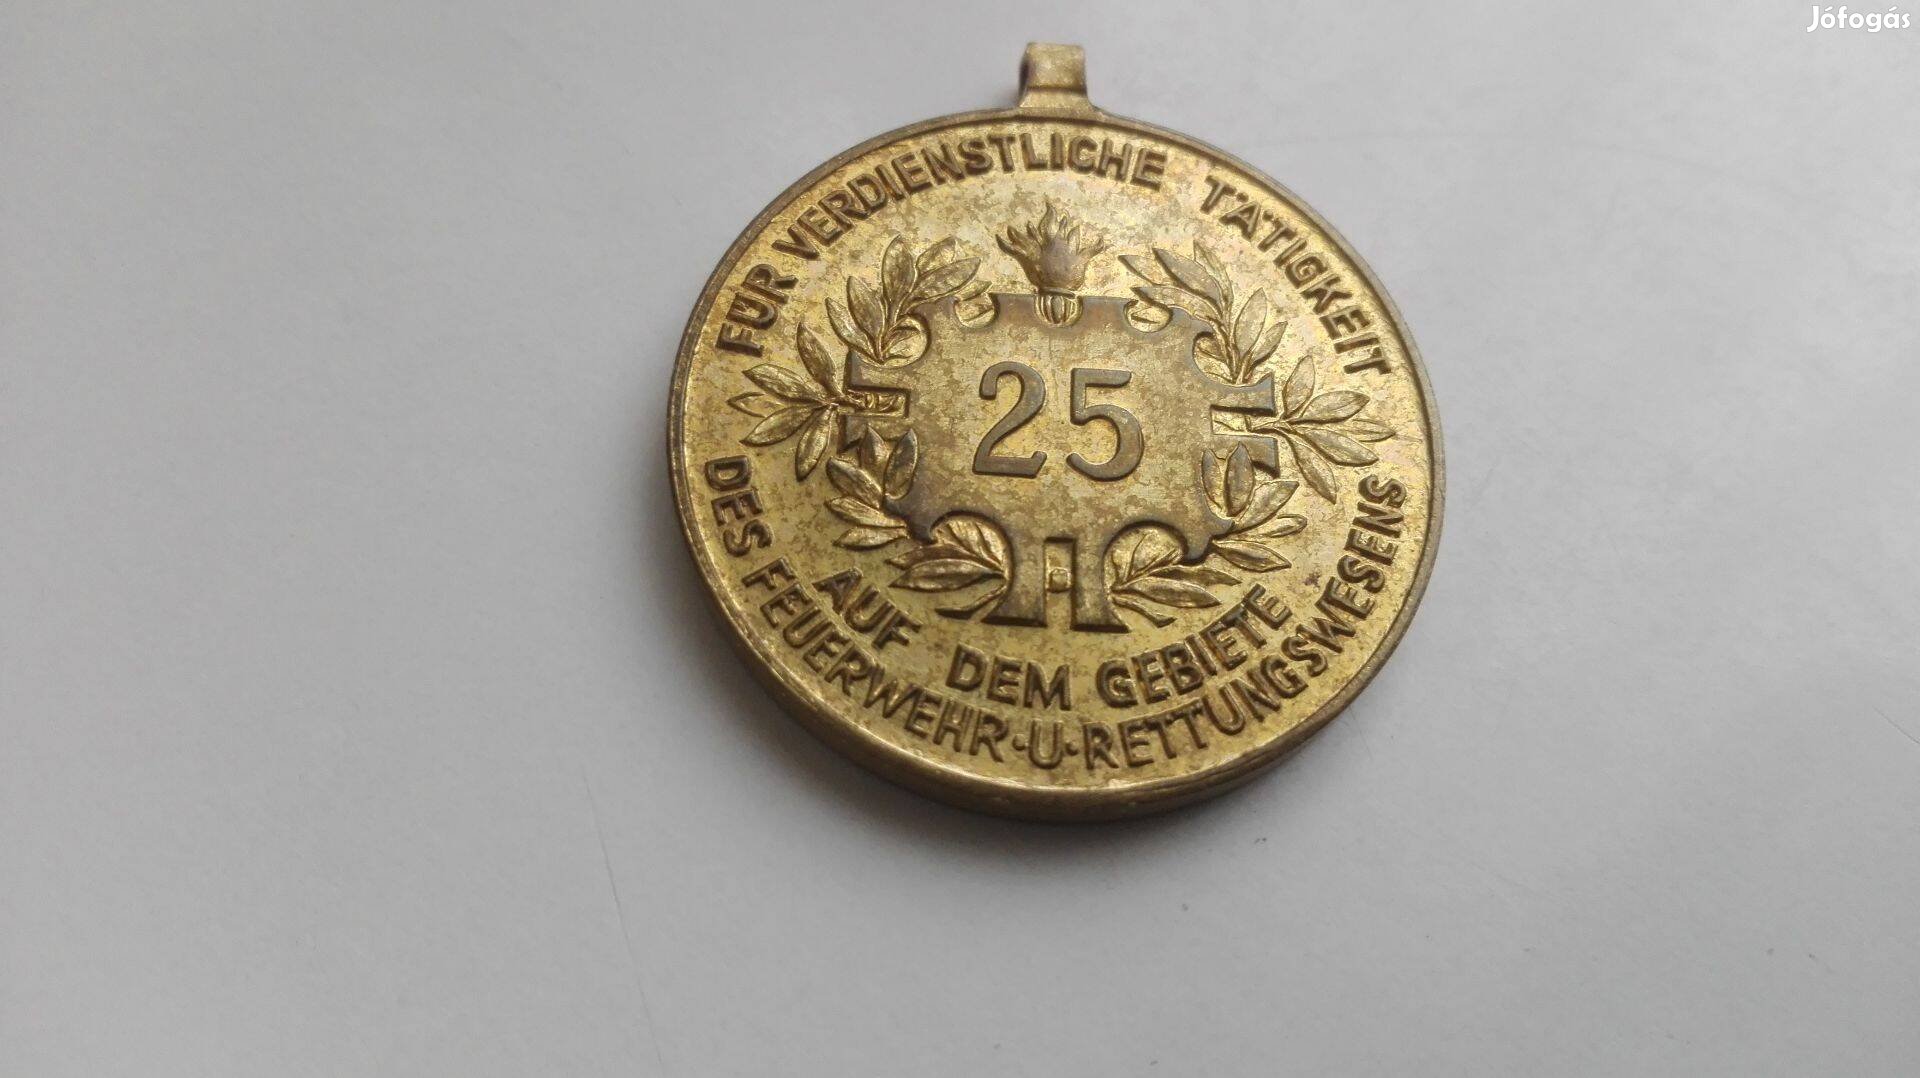 Jófogás
FÜR VERDIENSTLICHE TÄTIGKEIT
25
AUF DEM GEBIETE
DES FEUERWEHR·U·RETTUNGSWESENS